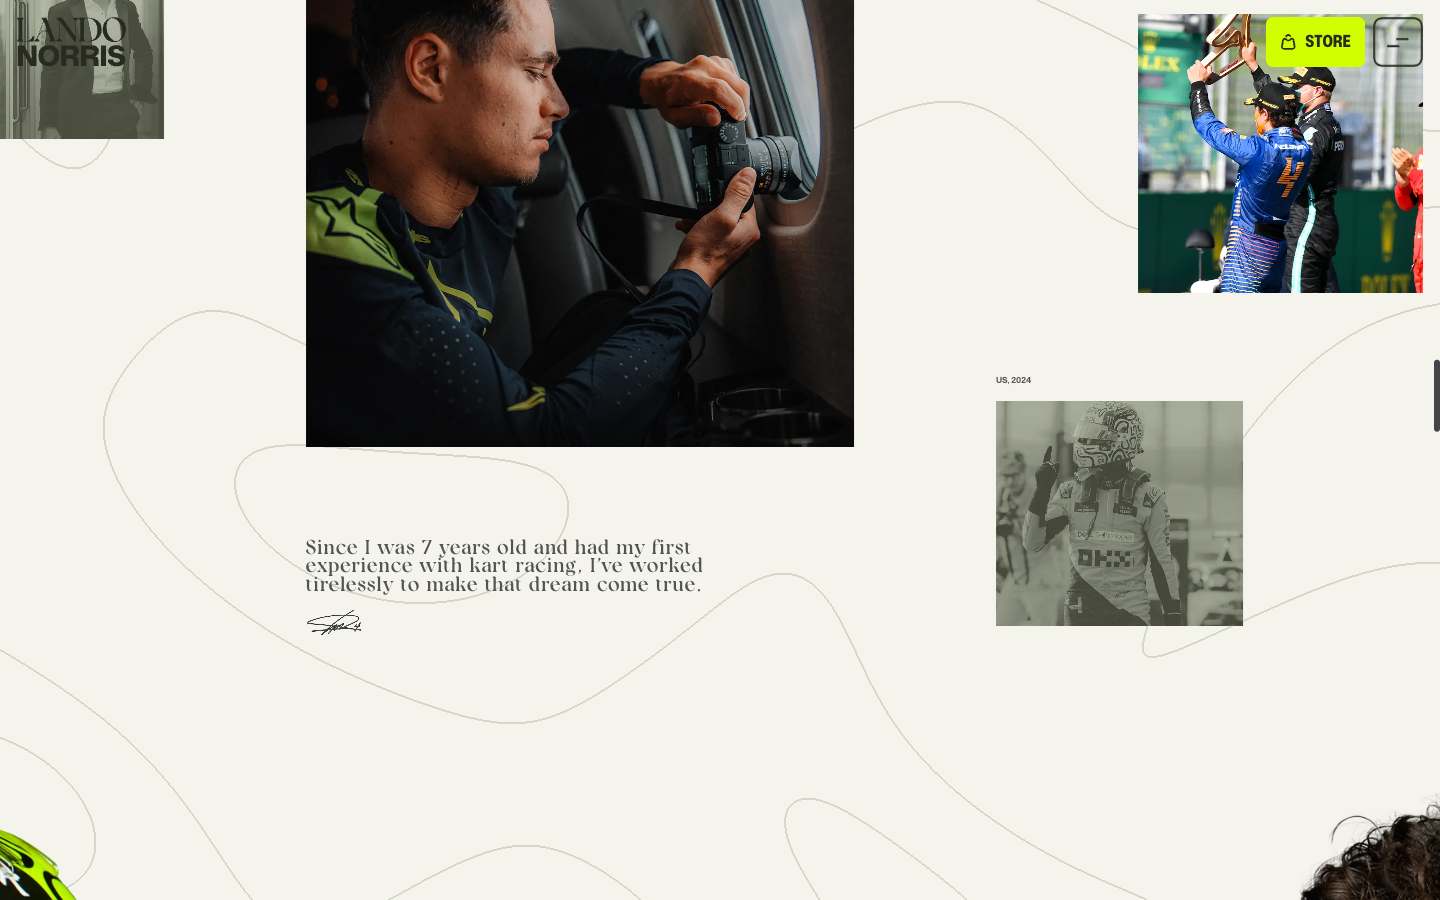 LANDO
NORRIS
STORE
US, 2024
Since I was 7 years old and had my first
experience with kart racing, I've worked
tirelessly to make that dream come true.